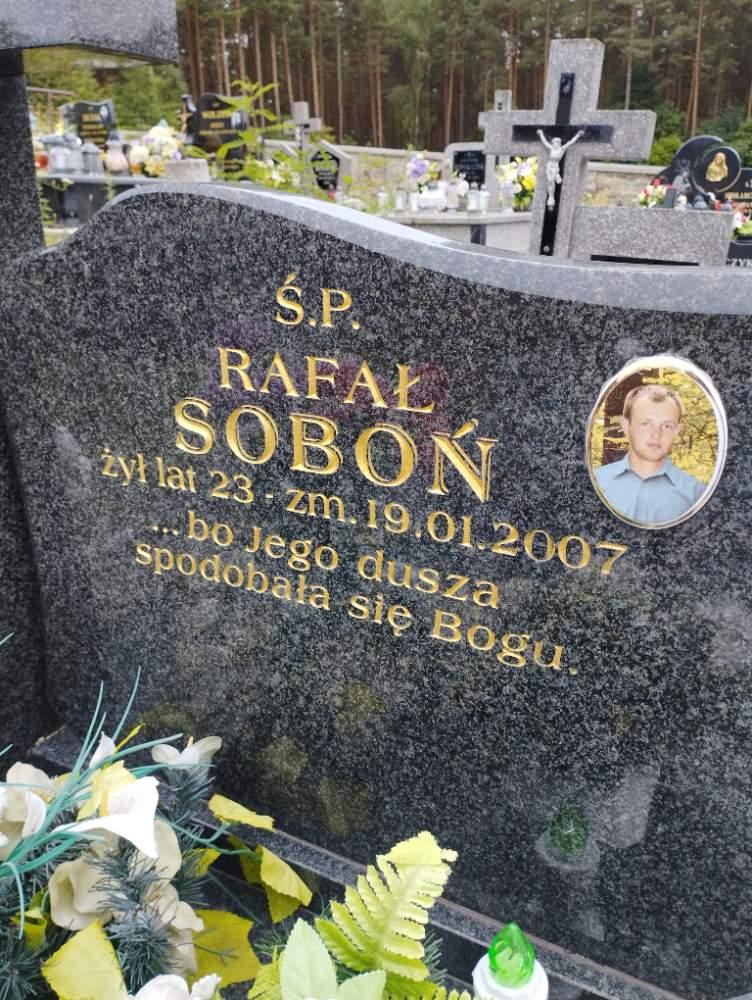 Ś.P.
RAFAŁ
SOBOŃ
żył lat 23 - zm. 19.01.2007
...bo Jego dusza
spodobała się Bogu.